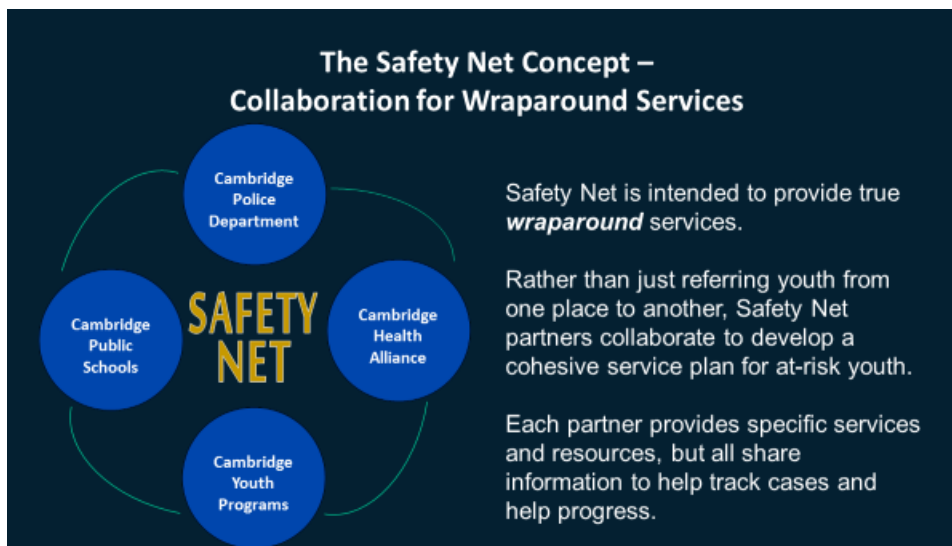 The Safety Net Concept –
Collaboration for Wraparound Services
Cambridge
Police
Department
Cambridge
Public
Schools
SAFETY
NET
Cambridge
Health
Alliance
Cambridge
Youth
Programs
Safety Net is intended to provide true
wraparound services.
Rather than just referring youth from
one place to another, Safety Net
partners collaborate to develop a
cohesive service plan for at-risk youth.
Each partner provides specific services
and resources, but all share
information to help track cases and
help progress.